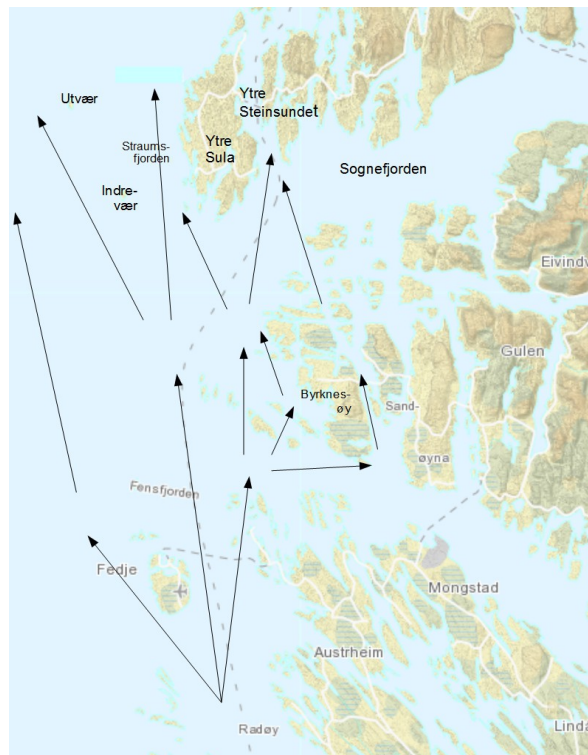 Utvær
Ytre
Steinsundet
Straums-
fjorden
Ytre
Sula
Sognefjorden
Indre-
vær
Eivindv
Gulen
Byrknes-
øy
Sand-
øyna
Fensfjorden
Fedje
Mongstad
Austrheim
Radøy
Linda